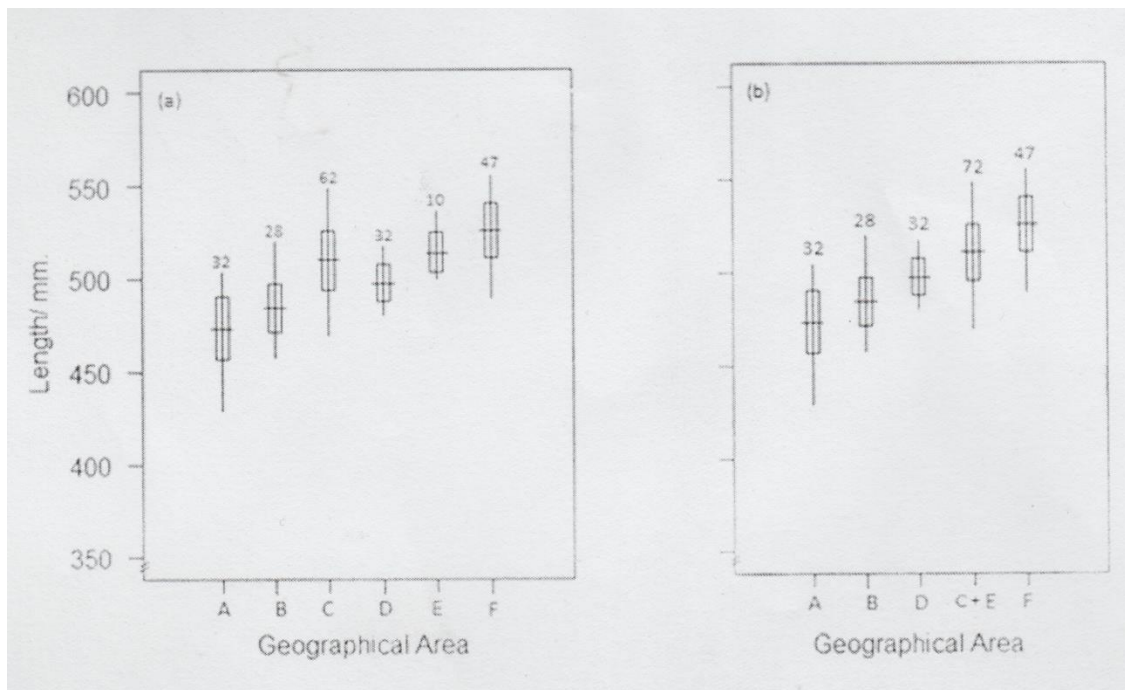 (a)
Length/ mm.
600
550
500
450
400
350
32
28
62
32
10
47
A B C D E F
Geographical Area
(b)
32
28
32
72
47
A B D C+E F
Geographical Area